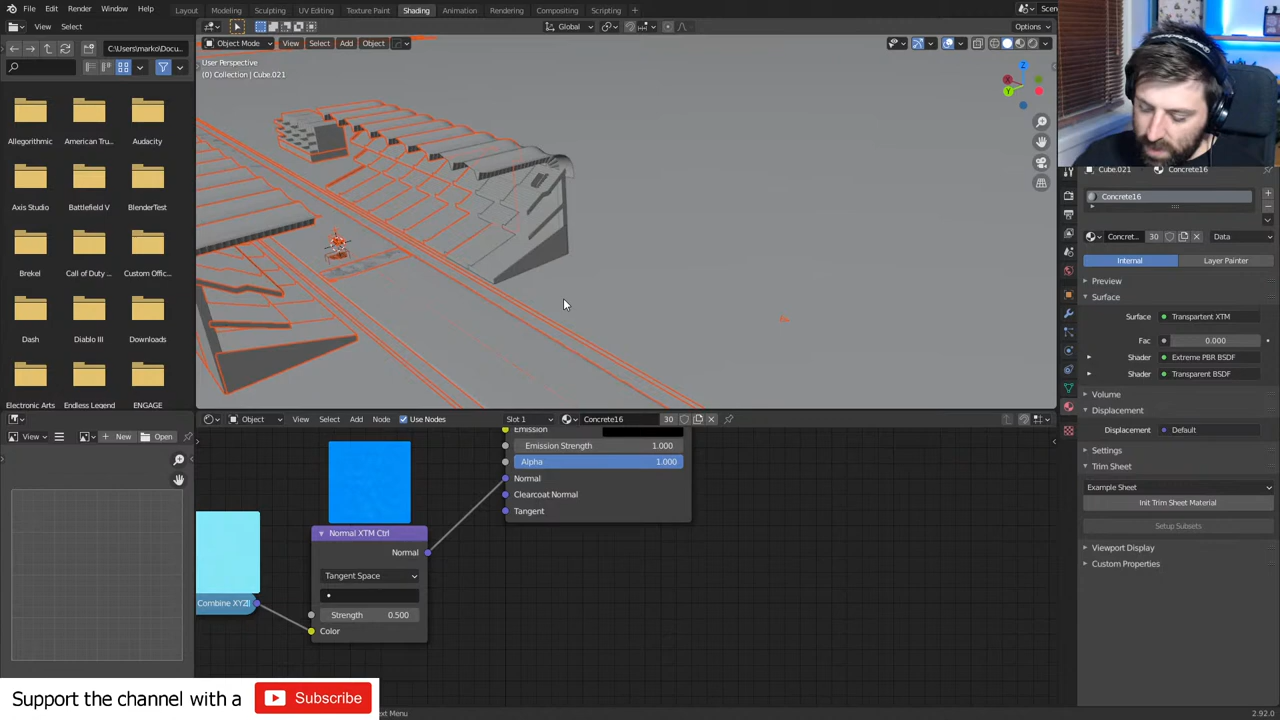 File Edit Render Window Help Layout Modeling Sculpting UV Editing Texture Paint Shading Animation Rendering Compositing Scripting + Scen
View Select Global Options
C:\Users\marko\Docu... Object Mode View Select Add Object
User Perspective
(0) Collection | Cube.021
Z
X
Y
Allegorithmic American Tru... Audacity
Axis Studio Battlefield V BlenderTest
Brekel Call of Duty ... Custom Offic...
Dash Diablo III Downloads
Electronic Arts Endless Legend ENGAGE
Cube.021 Concrete16
Concrete16
Concret... 30 Data
Internal Layer Painter
Preview
Surface
Surface Transpartent XTM
Fac 0.000
Shader Extreme PBR BSDF
Shader Transparent BSDF
Volume
Displacement
Displacement Default
Settings
Trim Sheet
Example Sheet
Init Trim Sheet Material
Setup Subsets
Viewport Display
Custom Properties
Object View Select Add Node Use Nodes Slot 1 Concrete16 30
View New Open
Emission
Emission Strength 1.000
Alpha 1.000
Normal
Clearcoat Normal
Tangent
Normal XTM Ctrl
Normal
Tangent Space
Strength 0.500
Color
Combine XYZ
Support the channel with a Subscribe
ext Menu
2.92.0